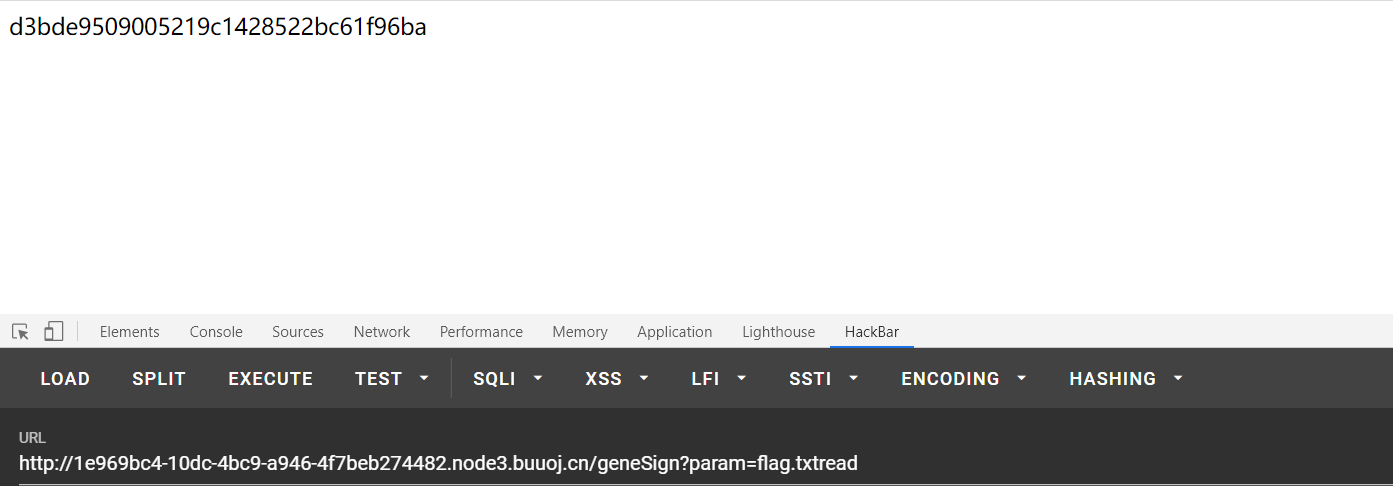 d3bde9509005219c1428522bc61f96ba
Elements Console Sources Network Performance Memory Application Lighthouse HackBar
LOAD SPLIT EXECUTE TEST SQLI XSS LFI SSTI ENCODING HASHING
URL
http://1e969bc4-10dc-4bc9-a946-4f7beb274482.node3.buuoj.cn/geneSign?param=flag.txtread